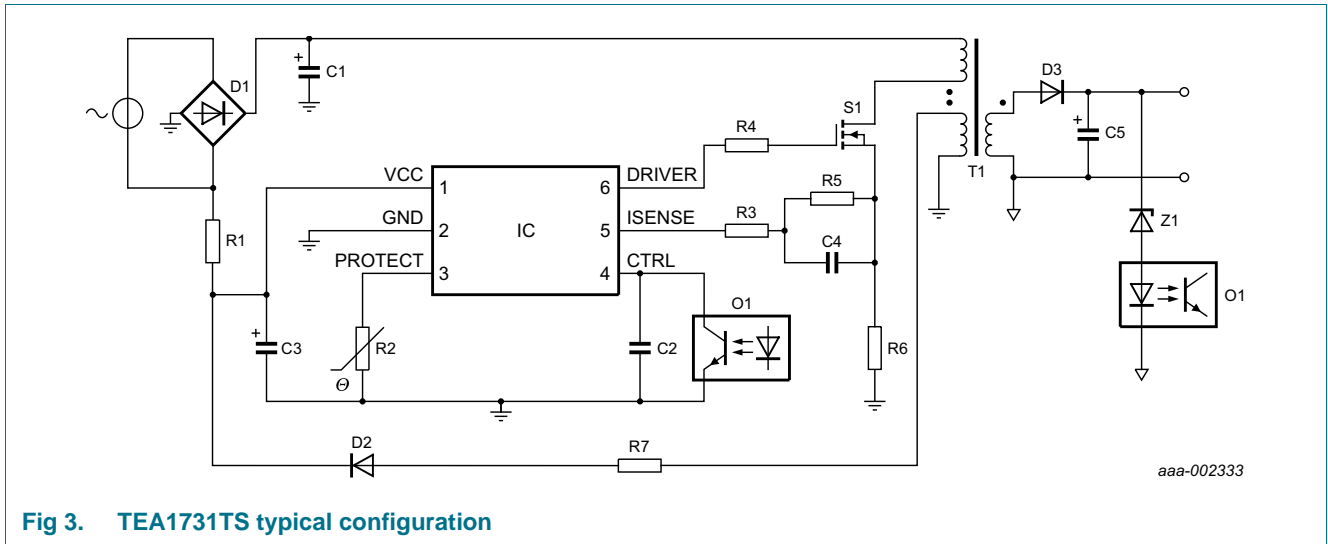 D1
+
C1
~
S1
D3
R4
+
C5
T1
VCC
1
6
DRIVER
R5
GND
2
IC
5
ISENSE
R3
Z1
R1
PROTECT
3
4
CTRL
C4
O1
O1
+
C3
R2
Θ
C2
R6
D2
R7
aaa-002333
Fig 3. TEA1731TS typical configuration